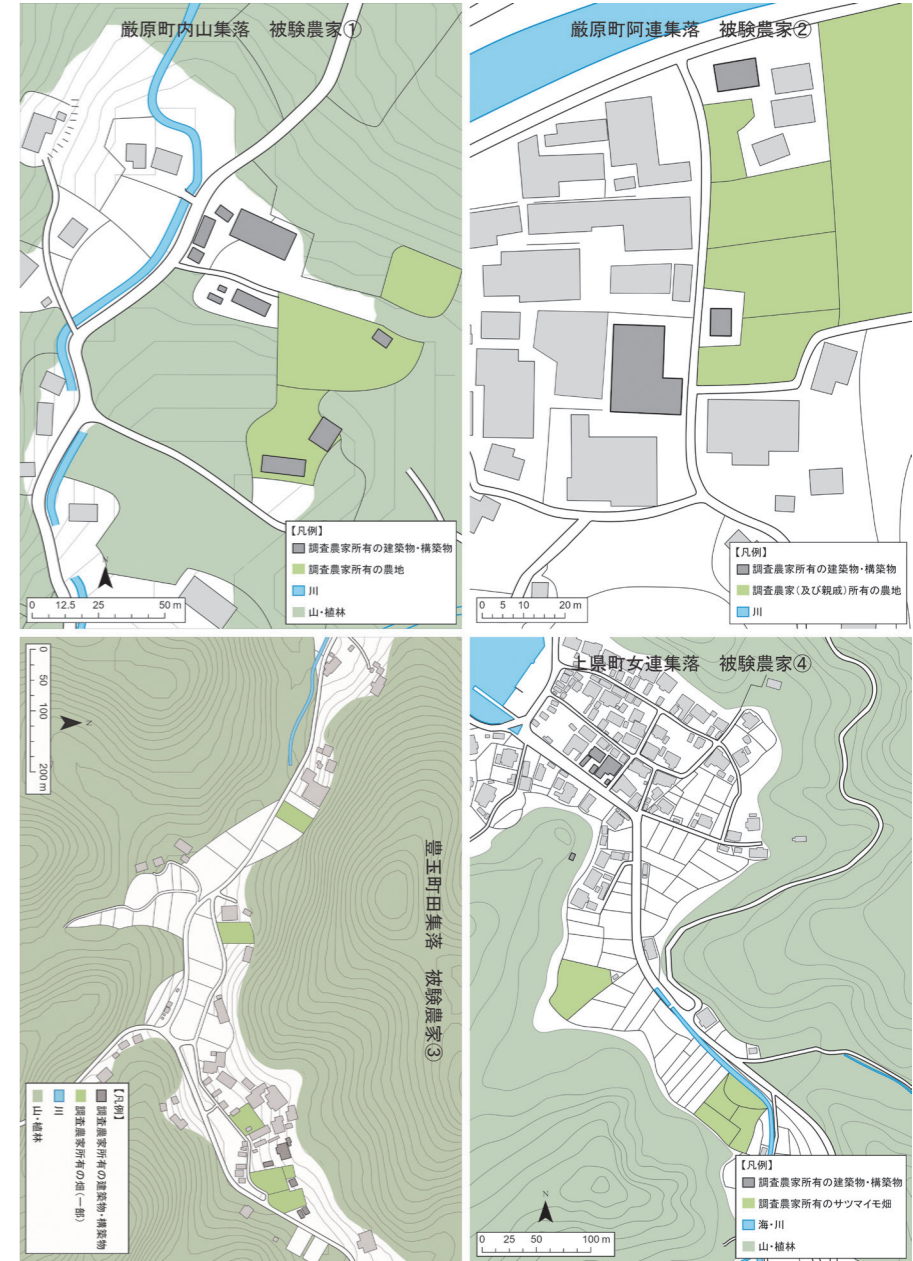 厳原町内山集落　被験農家①
【凡例】
調査農家所有の建築物・構築物
調査農家所有の農地
川
山・植林
N
0 12.5 25 50 m
厳原町阿連集落　被験農家②
【凡例】
調査農家所有の建築物・構築物
調査農家(及び親戚)所有の農地
川
N
0 5 10 20 m
豊玉町田集落　被験農家③
0 50 100 200 m
N
【凡例】
調査農家所有の建築物・構築物
調査農家所有の畑(一部)
川
山・植林
上県町女連集落　被験農家④
【凡例】
調査農家所有の建築物・構築物
調査農家所有のサツマイモ畑
海・川
山・植林
N
0 25 50 100 m